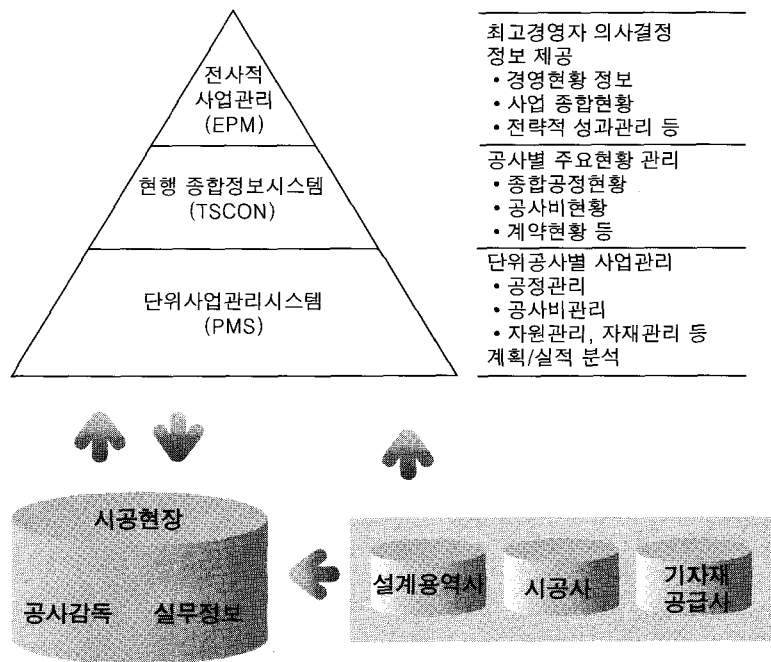 전사적
사업관리
(EPM)
최고경영자 의사결정
정보 제공
• 경영현황 정보
• 사업 종합현황
• 전략적 성과관리 등
현행 종합정보시스템
(TSCON)
공사별 주요현황 관리
• 종합공정현황
• 공사비현황
• 계약현황 등
단위사업관리시스템
(PMS)
단위공사별 사업관리
• 공정관리
• 공사비관리
• 자원관리, 자재관리 등
계획/실적 분석
시공현장
공사감독 실무정보
설계용역사
시공사
기자재
공급사